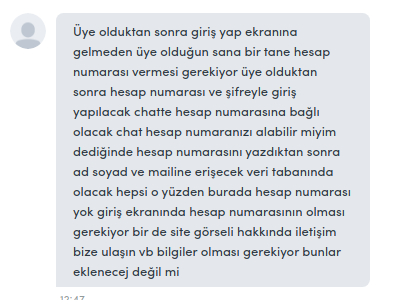 Üye olduktan sonra giriş yap ekranına
gelmeden üye olduğun sana bir tane hesap
numarası vermesi gerekiyor üye olduktan
sonra hesap numarası ve şifreyle giriş
yapılacak chatte hesap numarasına bağlı
olacak chat hesap numaranızı alabilir miyim
dediğinde hesap numarasını yazdıktan sonra
ad soyad ve mailine erişecek veri tabanında
olacak hepsi o yüzden burada hesap numarası
yok giriş ekranında hesap numarasının olması
gerekiyor bir de site görseli hakkında iletişim
bize ulaşın vb bilgiler olması gerekiyor bunlar
eklenecej değil mi
12:47